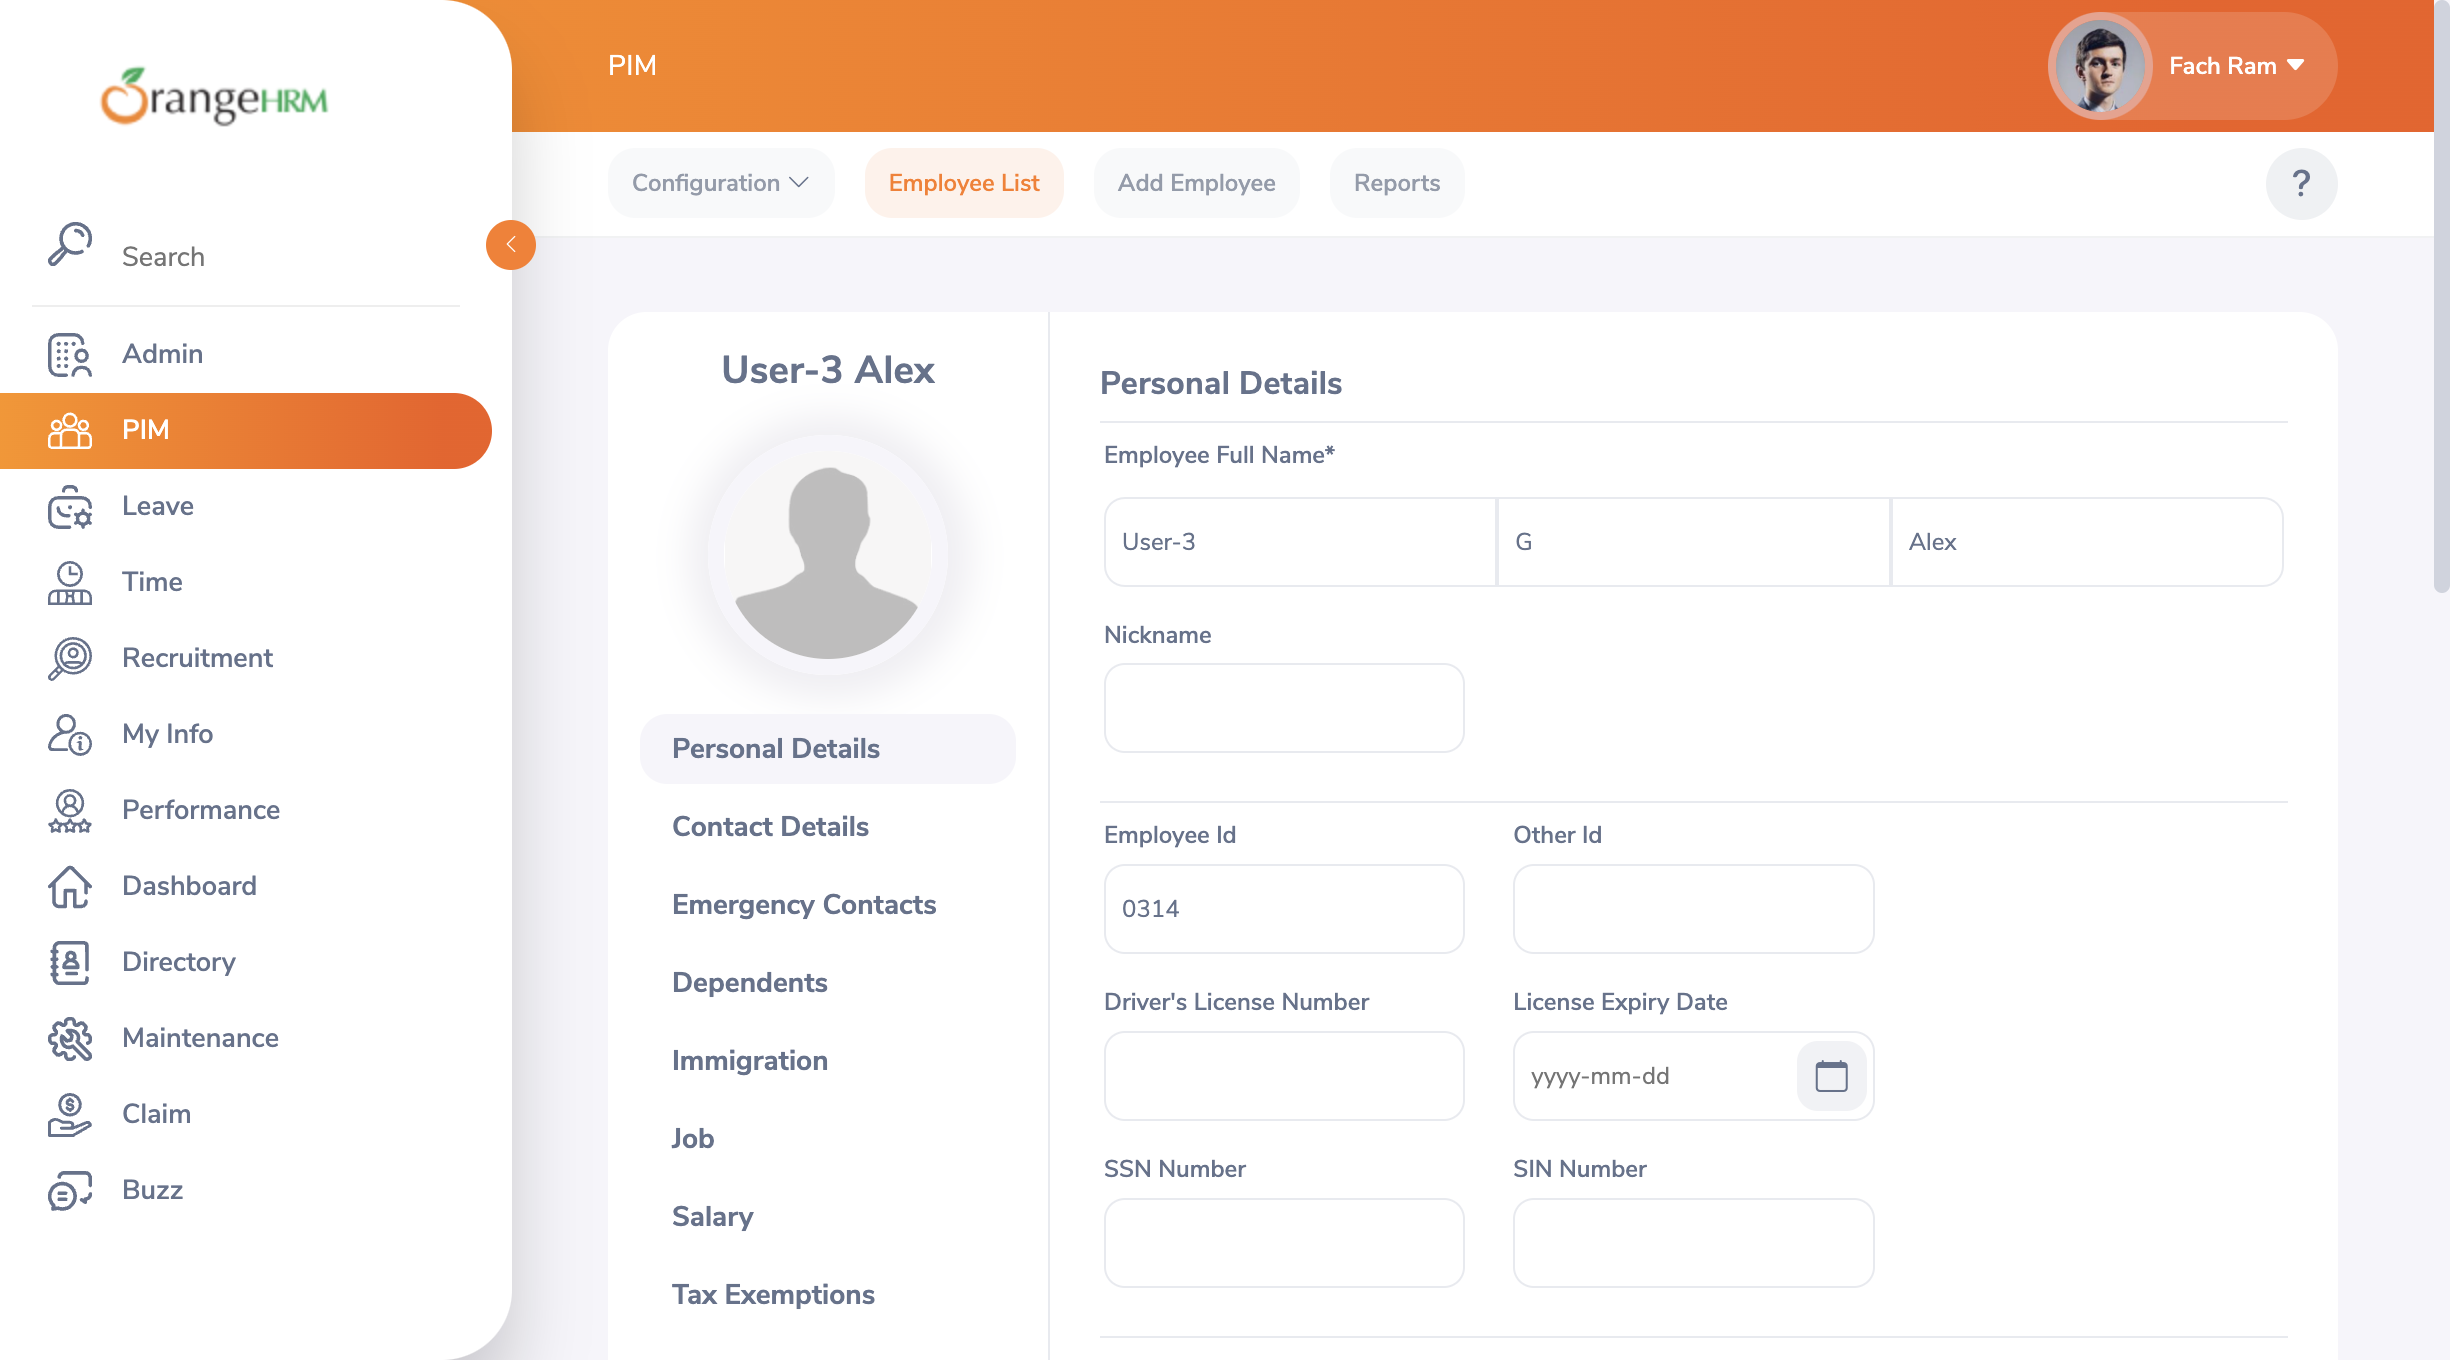 OrangeHRM
Search
Admin
PIM
Leave
Time
Recruitment
My Info
Performance
Dashboard
Directory
Maintenance
Claim
Buzz
PIM
Fach Ram
Configuration
Employee List
Add Employee
Reports
?
User-3 Alex
Personal Details
Contact Details
Emergency Contacts
Dependents
Immigration
Job
Salary
Tax Exemptions
Personal Details
Employee Full Name*
User-3
G
Alex
Nickname
Employee Id
Other Id
0314
Driver's License Number
License Expiry Date
yyyy-mm-dd
SSN Number
SIN Number